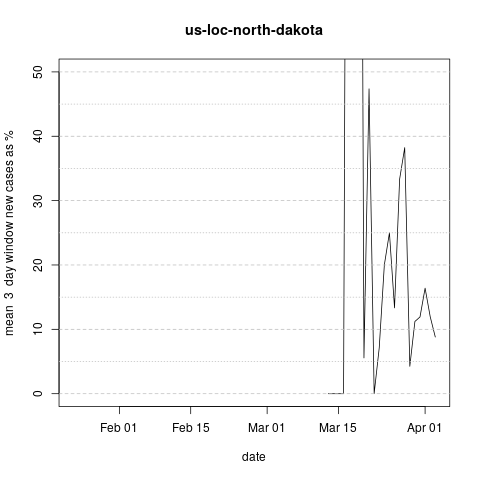 us-loc-north-dakota
mean 3 day window new cases as %
50
40
30
20
10
0
Feb 01 Feb 15 Mar 01 Mar 15 Apr 01
date